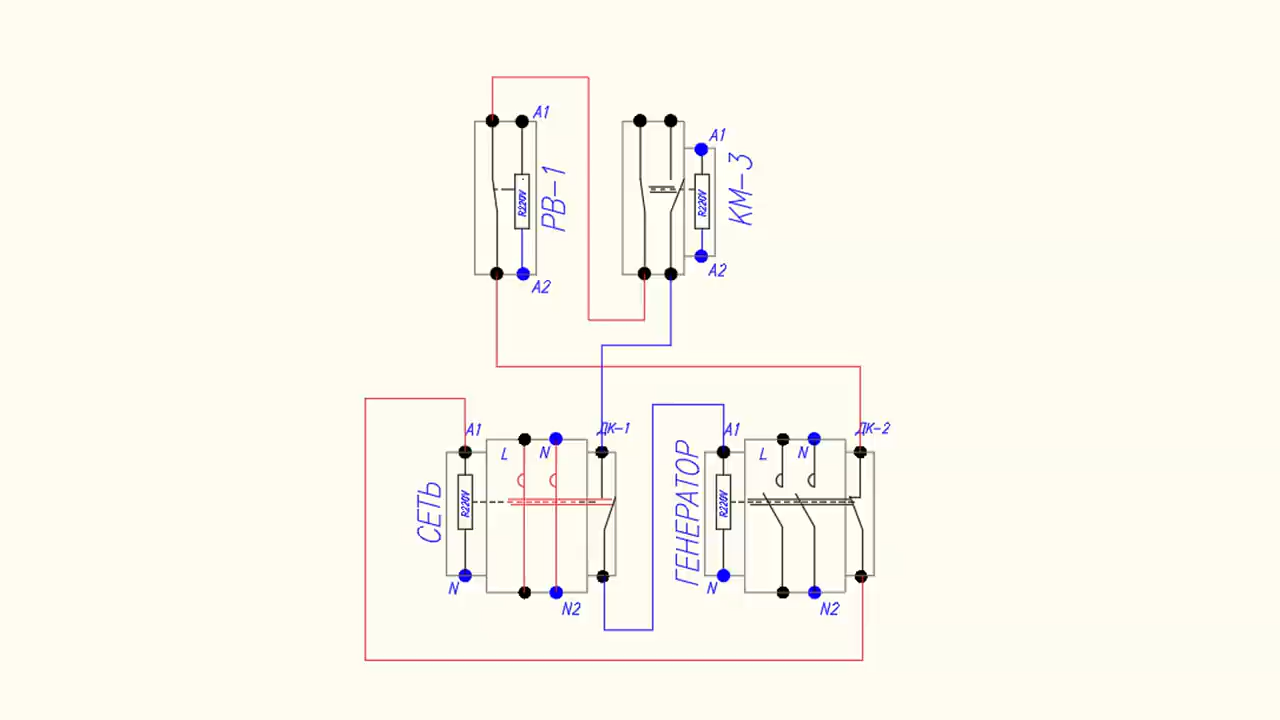 A1
R220V
РВ-1
A2
A1
R220V
КМ-3
A2
A1
L
N
ДК-1
R220V
СЕТЬ
N
N2
A1
L
N
ДК-2
R220V
ГЕНЕРАТОР
N
N2